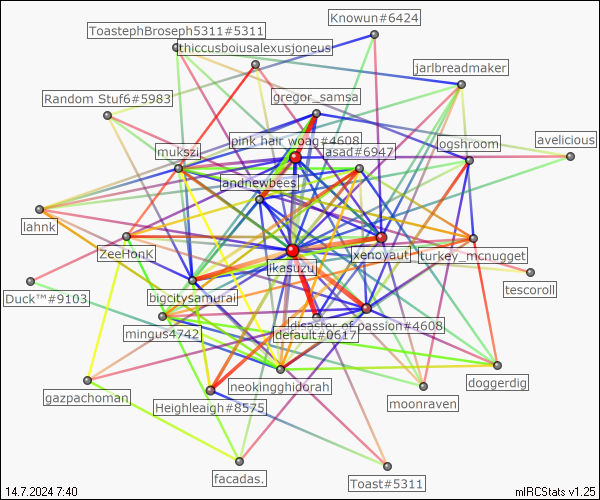 Knowun#6424
ToastephBroseph5311#5311
thiccusboiusalexusjoneus
jarlbreadmaker
Random Stuf6#5983
gregor_samsa
pink hair woag#4608
asad#6947
ogshroom
avelicious
mukszi
andnewbees
lahnk
ZeeHonK
xenoyaut
turkey_mcnugget
ikasuzu
Duck™#9103
bigcitysamurai
tescoroll
mingus4742
disaster of passion#4608
default#0617
neokingghidorah
doggerdig
gazpachoman
Heighleaigh#8575
moonraven
facadas.
Toast#5311
14.7.2024 7:40
mIRCStats v1.25